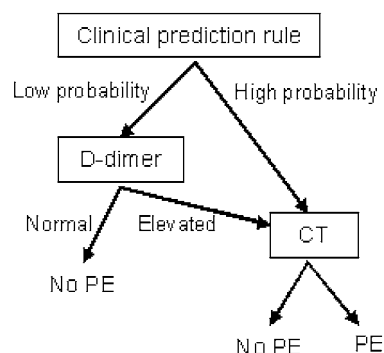 Clinical prediction rule
Low probability
High probability
D-dimer
Normal
Elevated
CT
No PE
No PE
PE